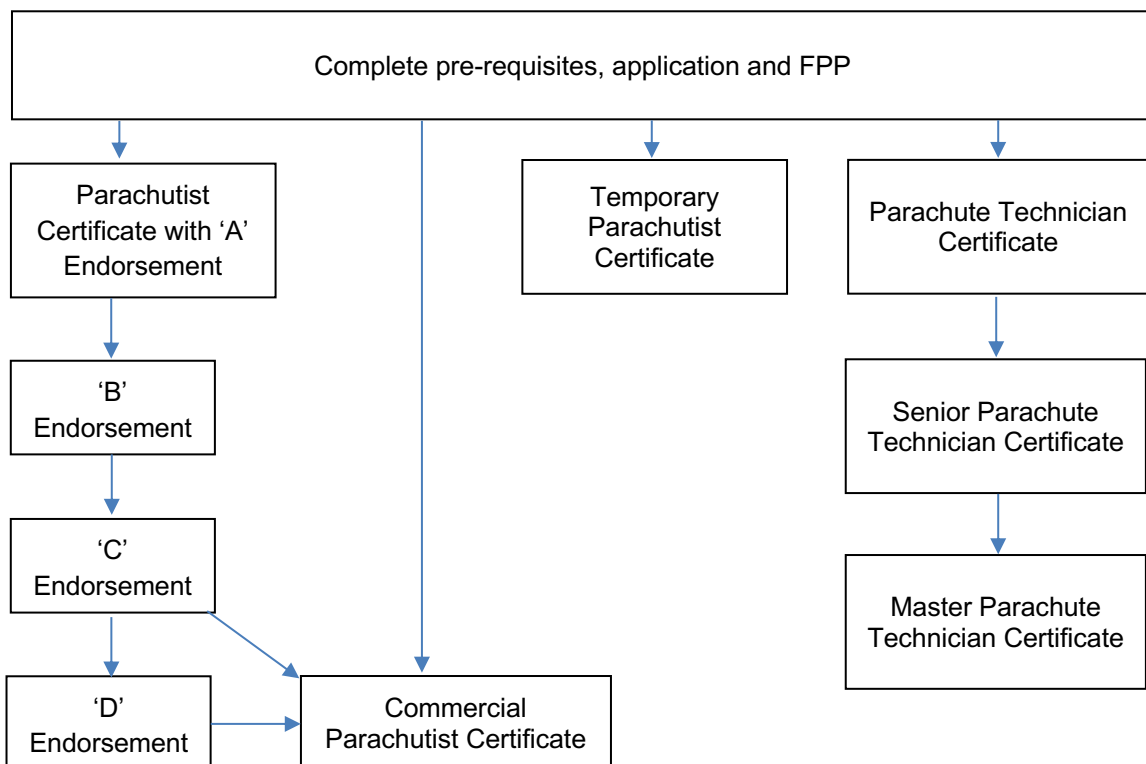 Complete pre-requisites, application and FPP
Parachutist
Certificate with ‘A’
Endorsement
Temporary
Parachutist
Certificate
Parachute Technician
Certificate
‘B’
Endorsement
Senior Parachute
Technician Certificate
‘C’
Endorsement
Master Parachute
Technician Certificate
‘D’
Endorsement
Commercial
Parachutist Certificate